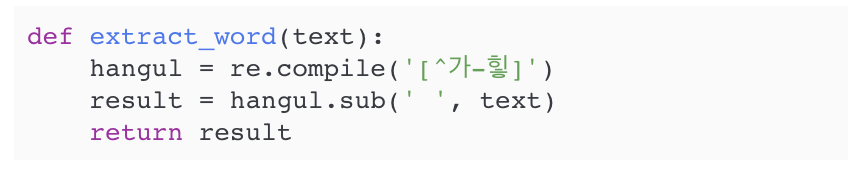 def extract_word(text):
    hangul = re.compile('[^가-힣]')
    result = hangul.sub(' ', text)
    return result